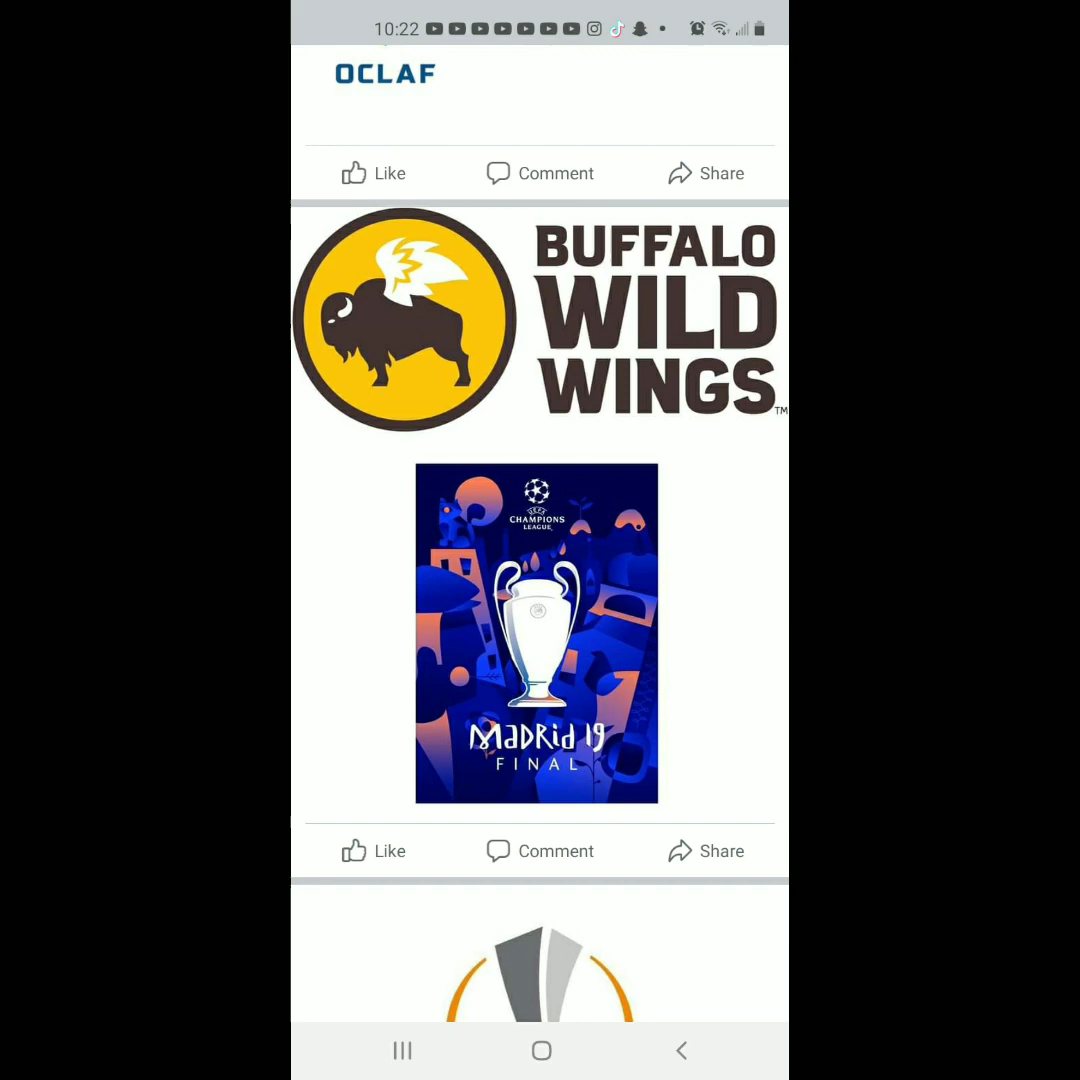 10:22
OCLAF
Like Comment Share
BUFFALO
WILD
WINGS
TM
UEFA
CHAMPIONS
LEAGUE
MADRID 19
FINAL
Like Comment Share